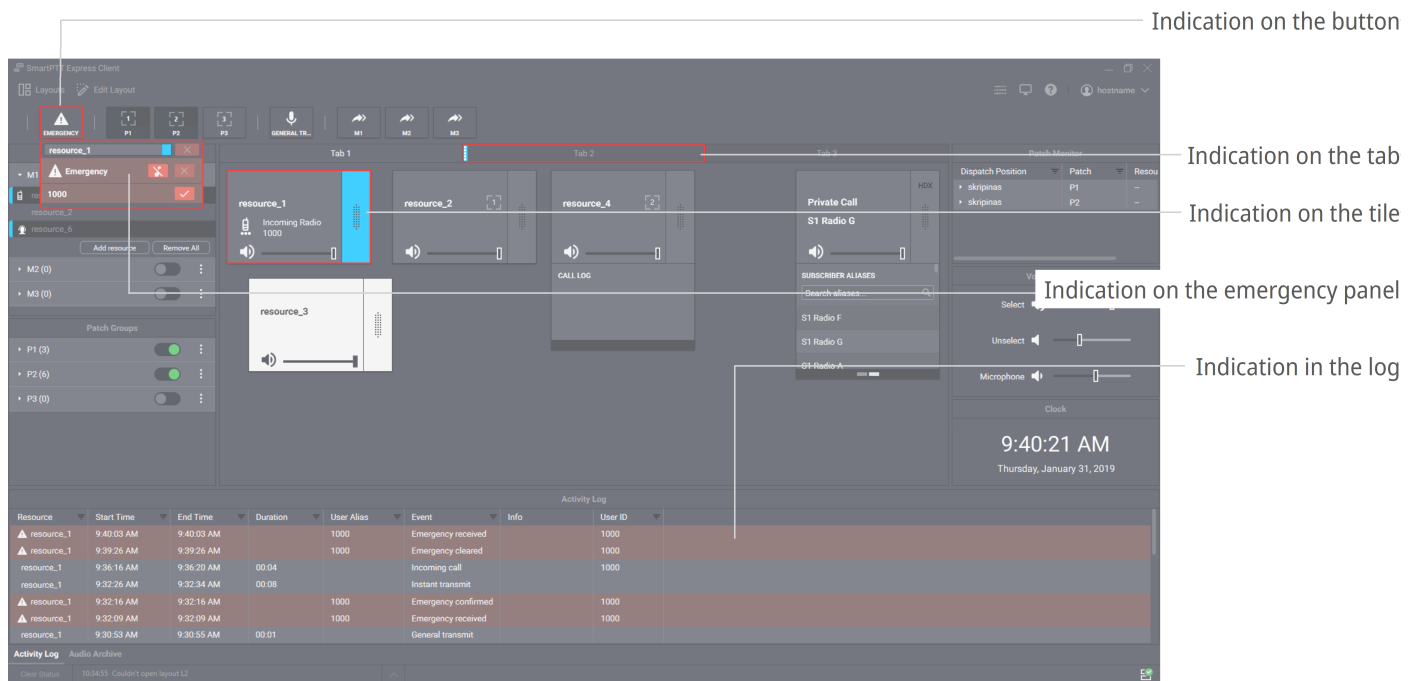 Indication on the button
SmartPTT Express Client
Layouts Edit Layout
hostname
EMERGENCY
1
P1
2
P2
3
P3
GENERAL TR...
M1
M2
M3
resource_1
Emergency
1000
M1
resource_2
resource_6
Add resource Remove All
M2 (0)
M3 (0)
Patch Groups
P1 (3)
P2 (6)
P3 (0)
Tab 1 Tab 2 Tab 3
Indication on the tab
resource_1
Incoming Radio
1000
resource_2 1
resource_4 2
CALL LOG
HDX
Private Call
S1 Radio G
SUBSCRIBER ALIASES
Search aliases...
S1 Radio F
S1 Radio G
S1 Radio A
resource_3
Patch Monitor
Dispatch Position Patch Resou
skripinas P1 –
skripinas P2 –
Indication on the tile
Indication on the emergency panel
Select
Unselect
Microphone
Indication in the log
Clock
9:40:21 AM
Thursday, January 31, 2019
Activity Log
Resource Start Time End Time Duration User Alias Event Info User ID
resource_1 9:40:03 AM 9:40:03 AM 1000 Emergency received 1000
resource_1 9:39:26 AM 9:39:26 AM 1000 Emergency cleared 1000
resource_1 9:36:16 AM 9:36:20 AM 00:04 Incoming call 1000
resource_1 9:32:26 AM 9:32:34 AM 00:08 Instant transmit
resource_1 9:32:16 AM 9:32:16 AM 1000 Emergency confirmed 1000
resource_1 9:32:09 AM 9:32:09 AM 1000 Emergency received 1000
resource_1 9:30:53 AM 9:30:55 AM 00:01 General transmit
Activity Log Audio Archive
Clear Status 10:34:55 Couldn't open layout L2